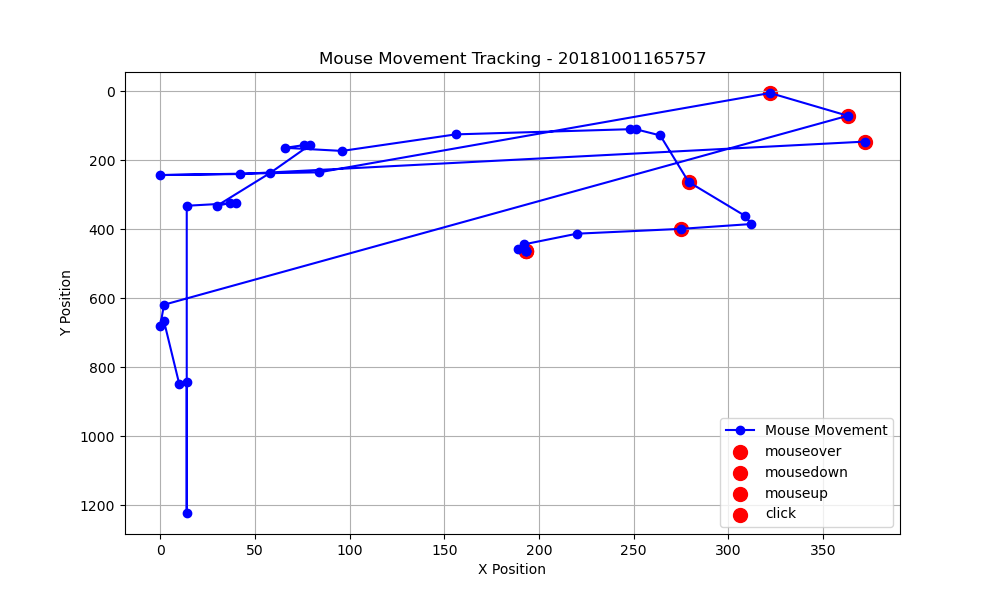 Mouse Movement Tracking - 20181001165757
0
200
400
600
800
1000
1200
Y Position
0 50 100 150 200 250 300 350
X Position
Mouse Movement
mouseover
mousedown
mouseup
click